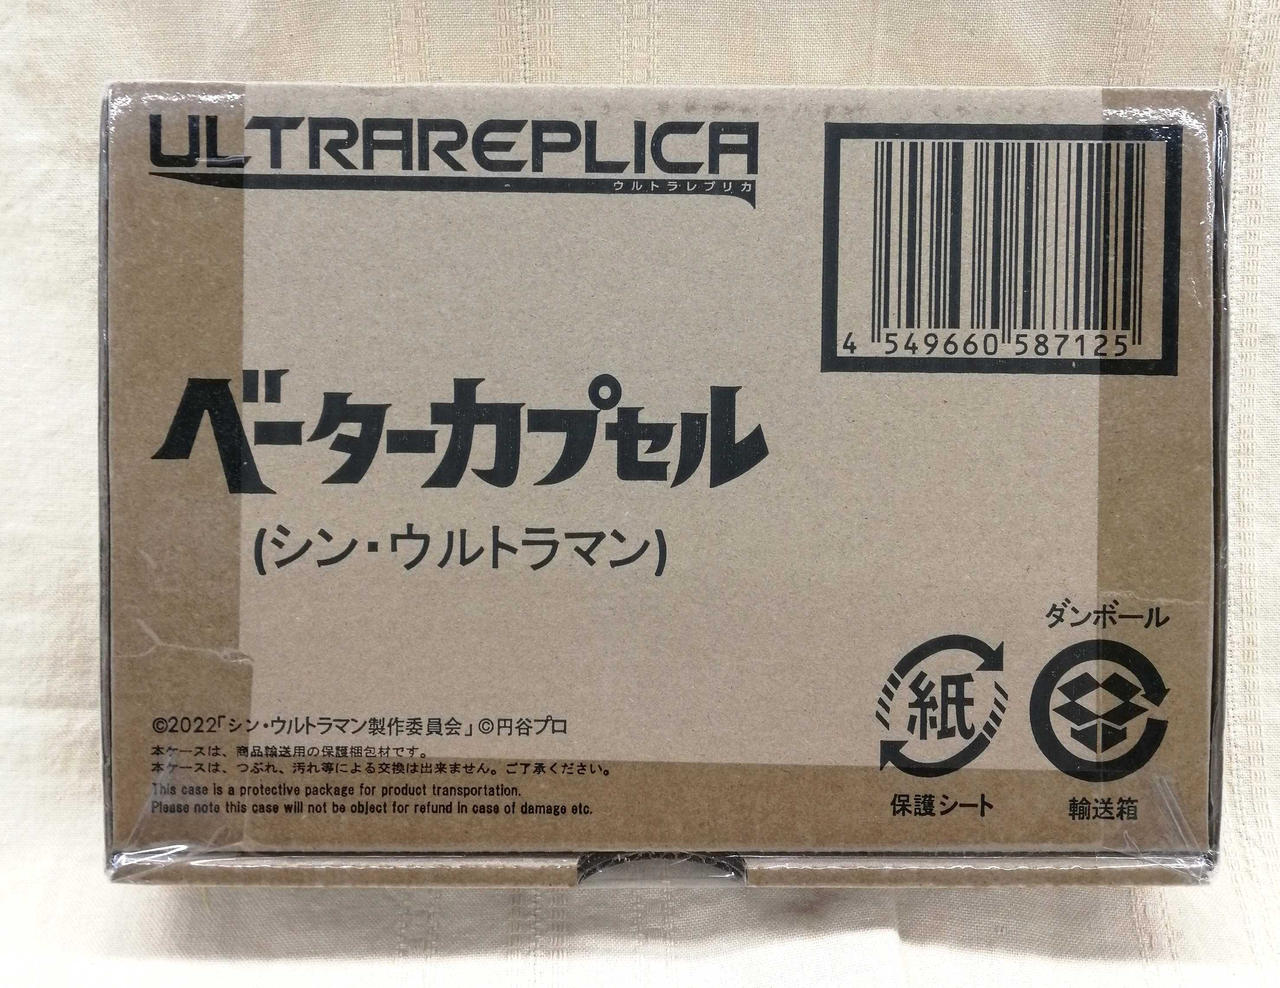 ULTRAREPLICA
ウルトラレプリカ
4 549660 587125
ベーターカプセル
(シン・ウルトラマン)
ダンボール
紙
保護シート
輸送箱
©2022「シン・ウルトラマン製作委員会」©円谷プロ
本ケースは、商品輸送用の保護梱包材です。
本ケースは、つぶれ、汚れ等による交換は出来ません。ご了承ください。
This case is a protective package for product transportation.
Please note this case will not be object for refund in case of damage etc.